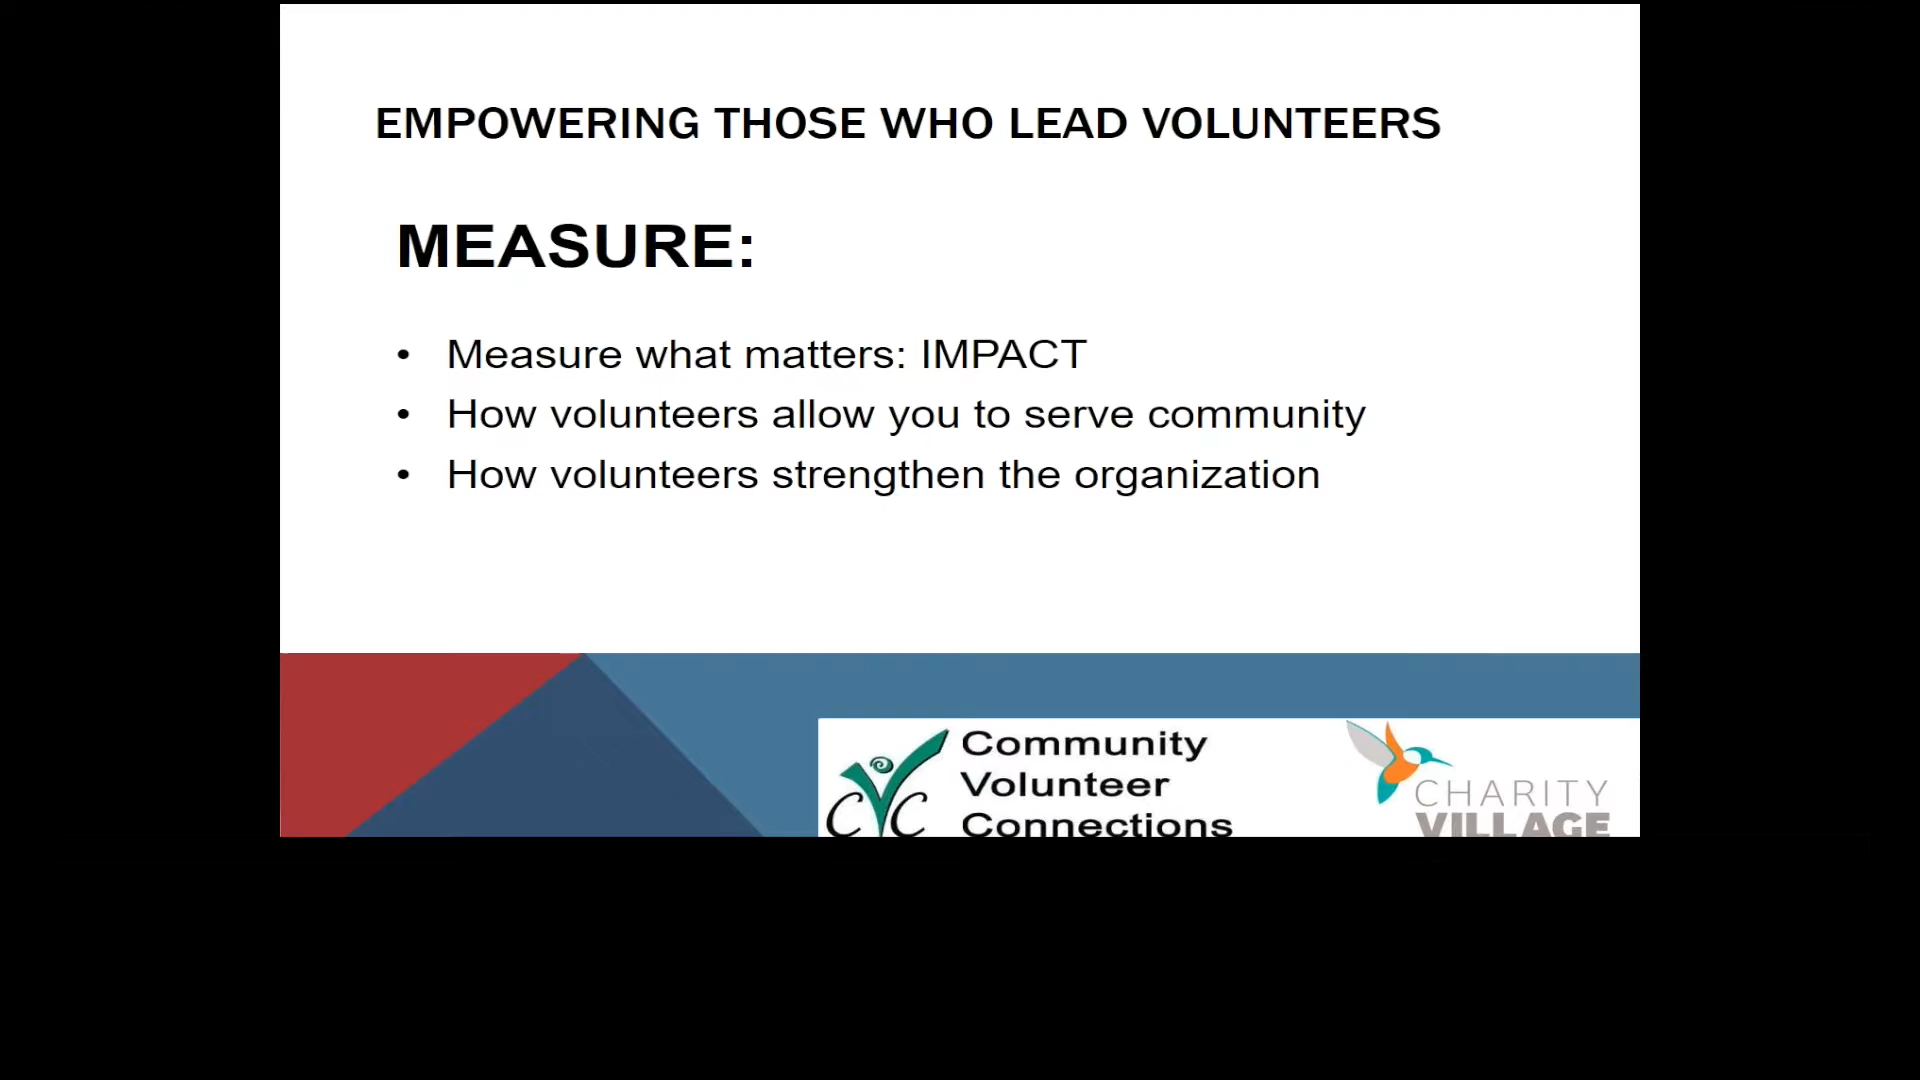 EMPOWERING THOSE WHO LEAD VOLUNTEERS
MEASURE:
• Measure what matters: IMPACT
• How volunteers allow you to serve community
• How volunteers strengthen the organization
CVC
Community
Volunteer
Connections
CHARITY
VILLAGE